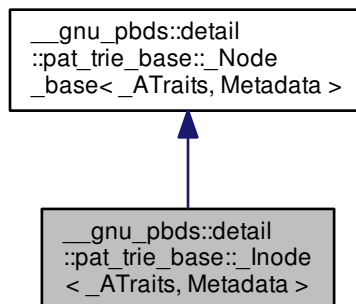 __gnu_pbds::detail
::pat_trie_base::_Node
_base< _ATraits, Metadata >
__gnu_pbds::detail
::pat_trie_base::_Inode
< _ATraits, Metadata >